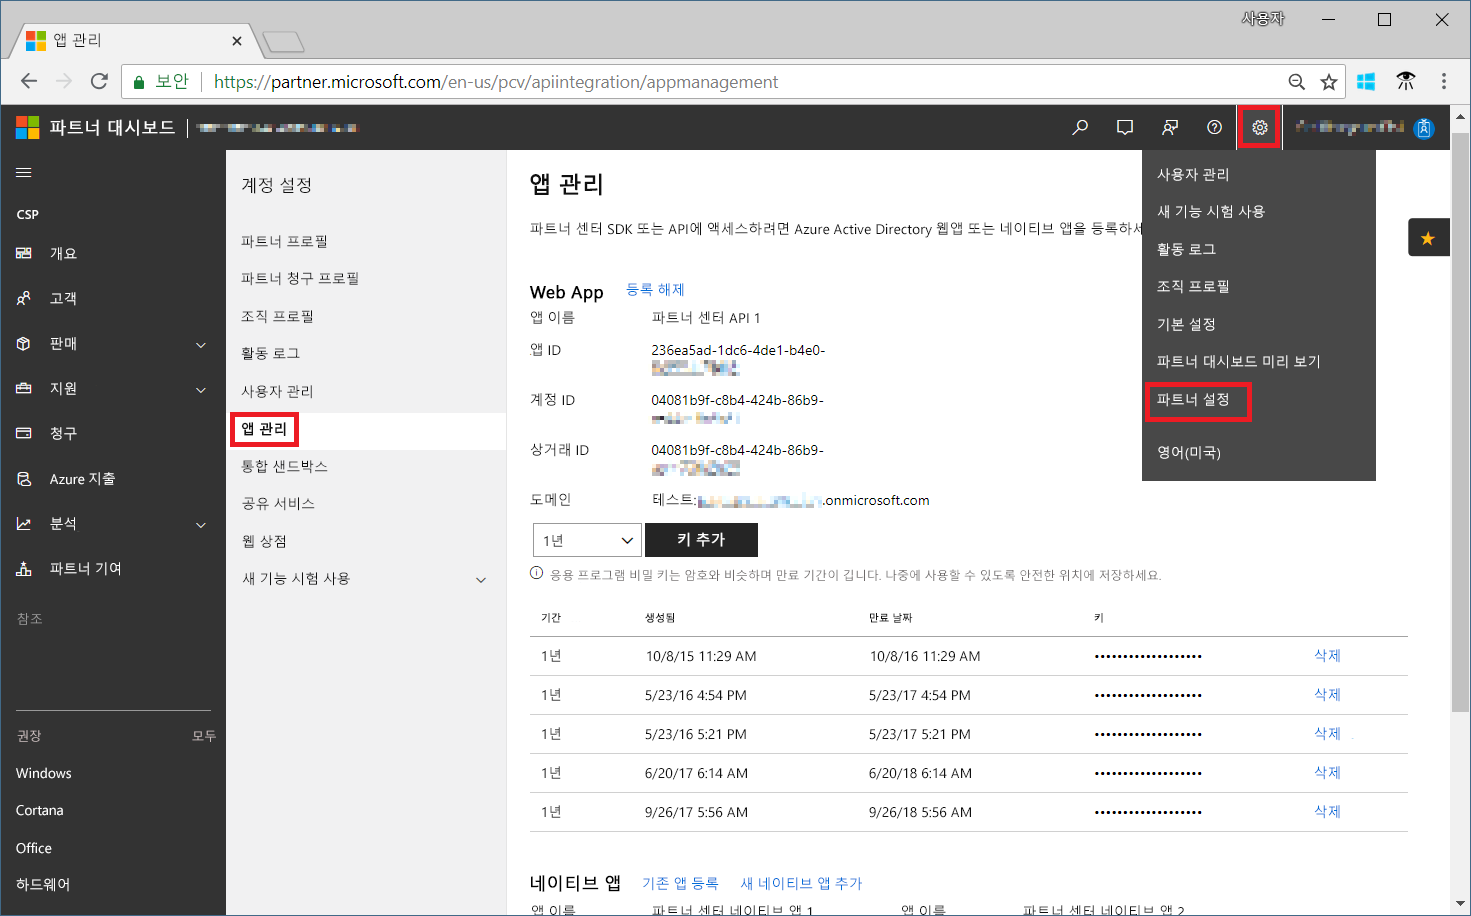 사용자
앱 관리
보안 https://partner.microsoft.com/en-us/pcv/apiintegration/appmanagement
파트너 대시보드
CSP
개요
고객
판매
지원
청구
Azure 지출
분석
파트너 기여
참조
권장 모두
Windows
Cortana
Office
하드웨어
계정 설정
파트너 프로필
파트너 청구 프로필
조직 프로필
활동 로그
사용자 관리
앱 관리
통합 샌드박스
공유 서비스
웹 상점
새 기능 시험 사용
앱 관리
파트너 센터 SDK 또는 API에 액세스하려면 Azure Active Directory 웹앱 또는 네이티브 앱을 등록하세
Web App 등록 해제
앱 이름 파트너 센터 API 1
앱 ID 236ea5ad-1dc6-4de1-b4e0-
계정 ID 04081b9f-c8b4-424b-86b9-
상거래 ID 04081b9f-c8b4-424b-86b9-
도메인 테스트: .onmicrosoft.com
1년 키 추가
응용 프로그램 비밀 키는 암호와 비슷하며 만료 기간이 깁니다. 나중에 사용할 수 있도록 안전한 위치에 저장하세요.
기간 생성됨 만료 날짜 키
1년 10/8/15 11:29 AM 10/8/16 11:29 AM ••••••••••••••••••• 삭제
1년 5/23/16 4:54 PM 5/23/17 4:54 PM ••••••••••••••••••• 삭제
1년 5/23/16 5:21 PM 5/23/17 5:21 PM ••••••••••••••••••• 삭제
1년 6/20/17 6:14 AM 6/20/18 6:14 AM ••••••••••••••••••• 삭제
1년 9/26/17 5:56 AM 9/26/18 5:56 AM ••••••••••••••••••• 삭제
네이티브 앱 기존 앱 등록 새 네이티브 앱 추가
앱 이름 파트너 센터 네이티브 앱 1 앱 이름 파트너 센터 네이티브 앱 2
사용자 관리
새 기능 시험 사용
활동 로그
조직 프로필
기본 설정
파트너 대시보드 미리 보기
파트너 설정
영어(미국)